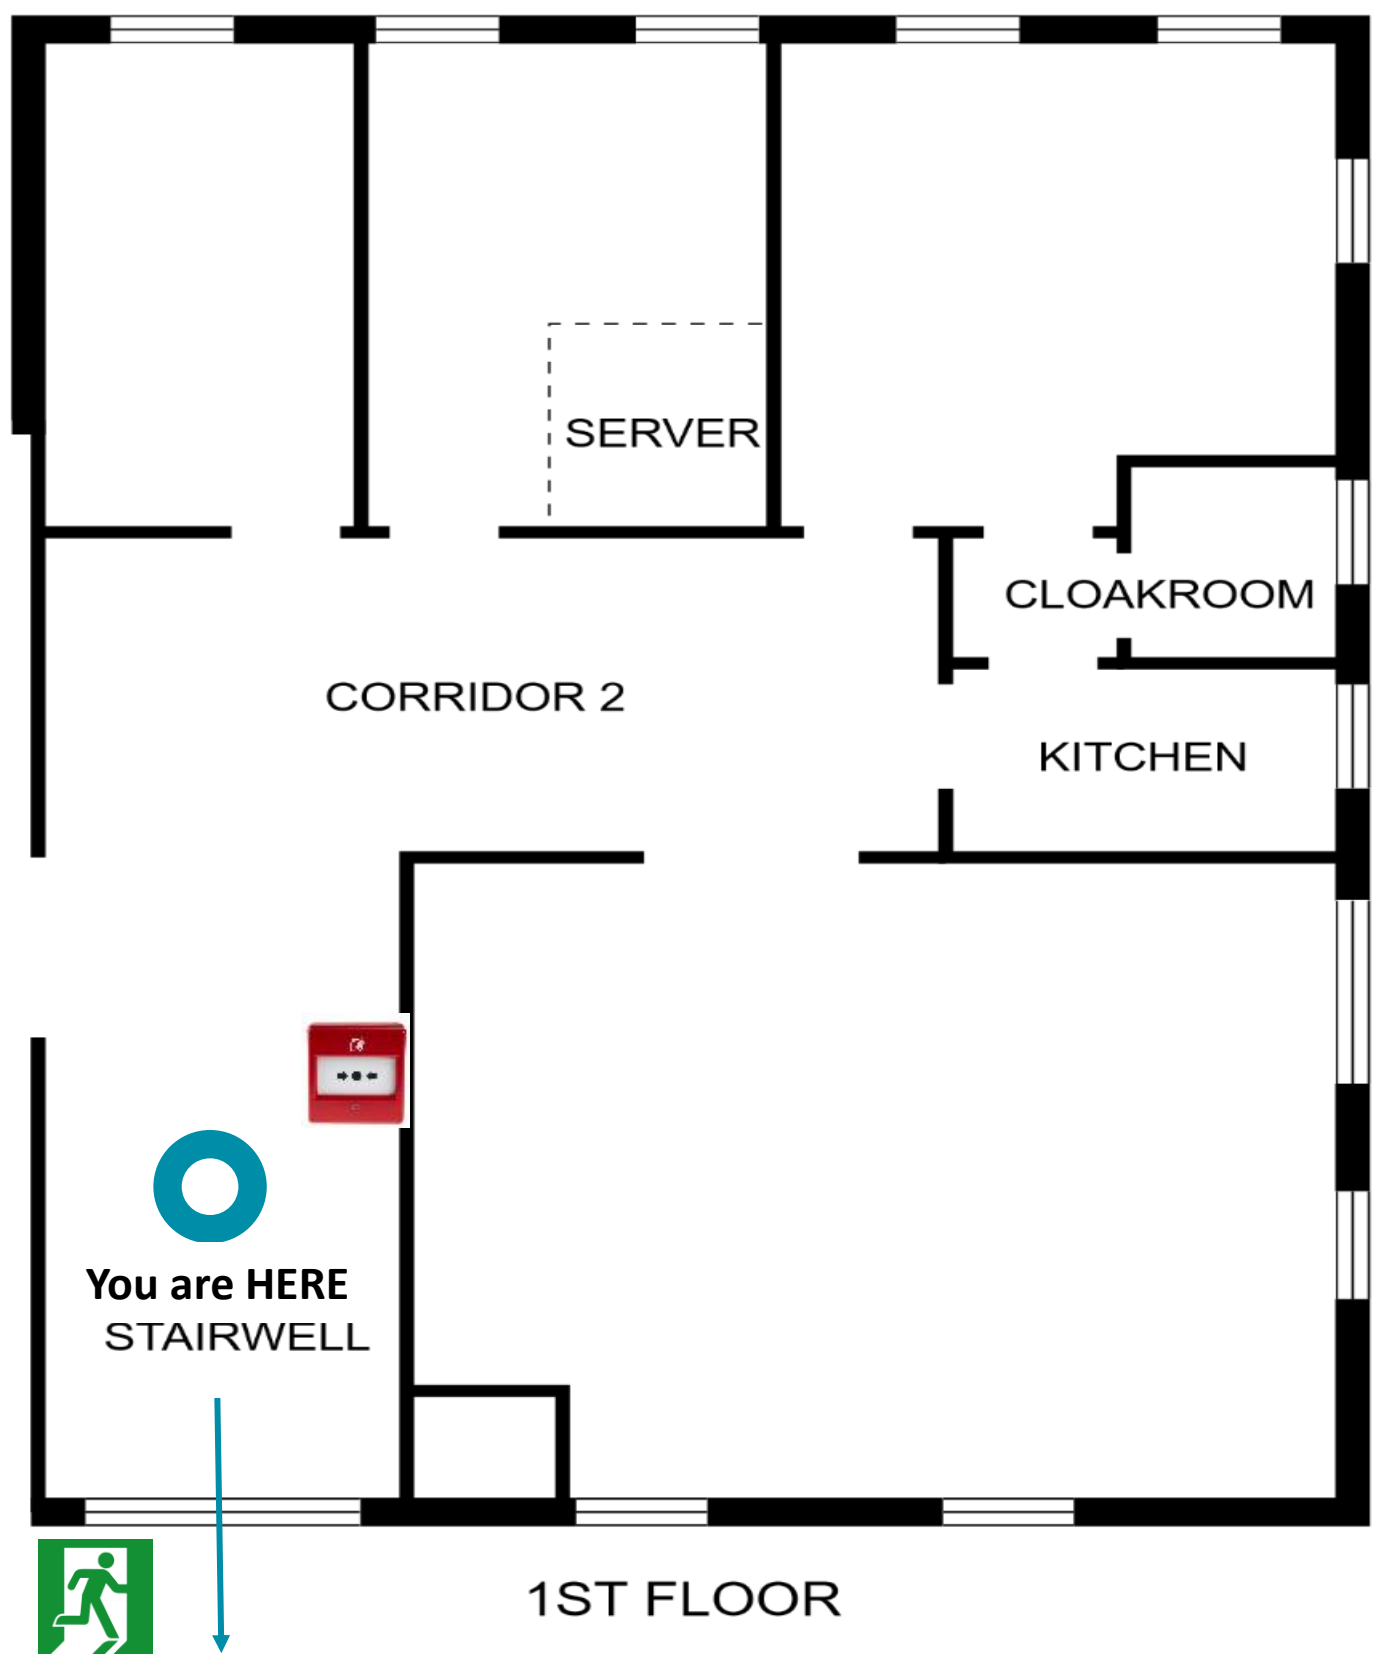 SERVER
CLOAKROOM
CORRIDOR 2
KITCHEN
You are HERE
STAIRWELL
1ST FLOOR